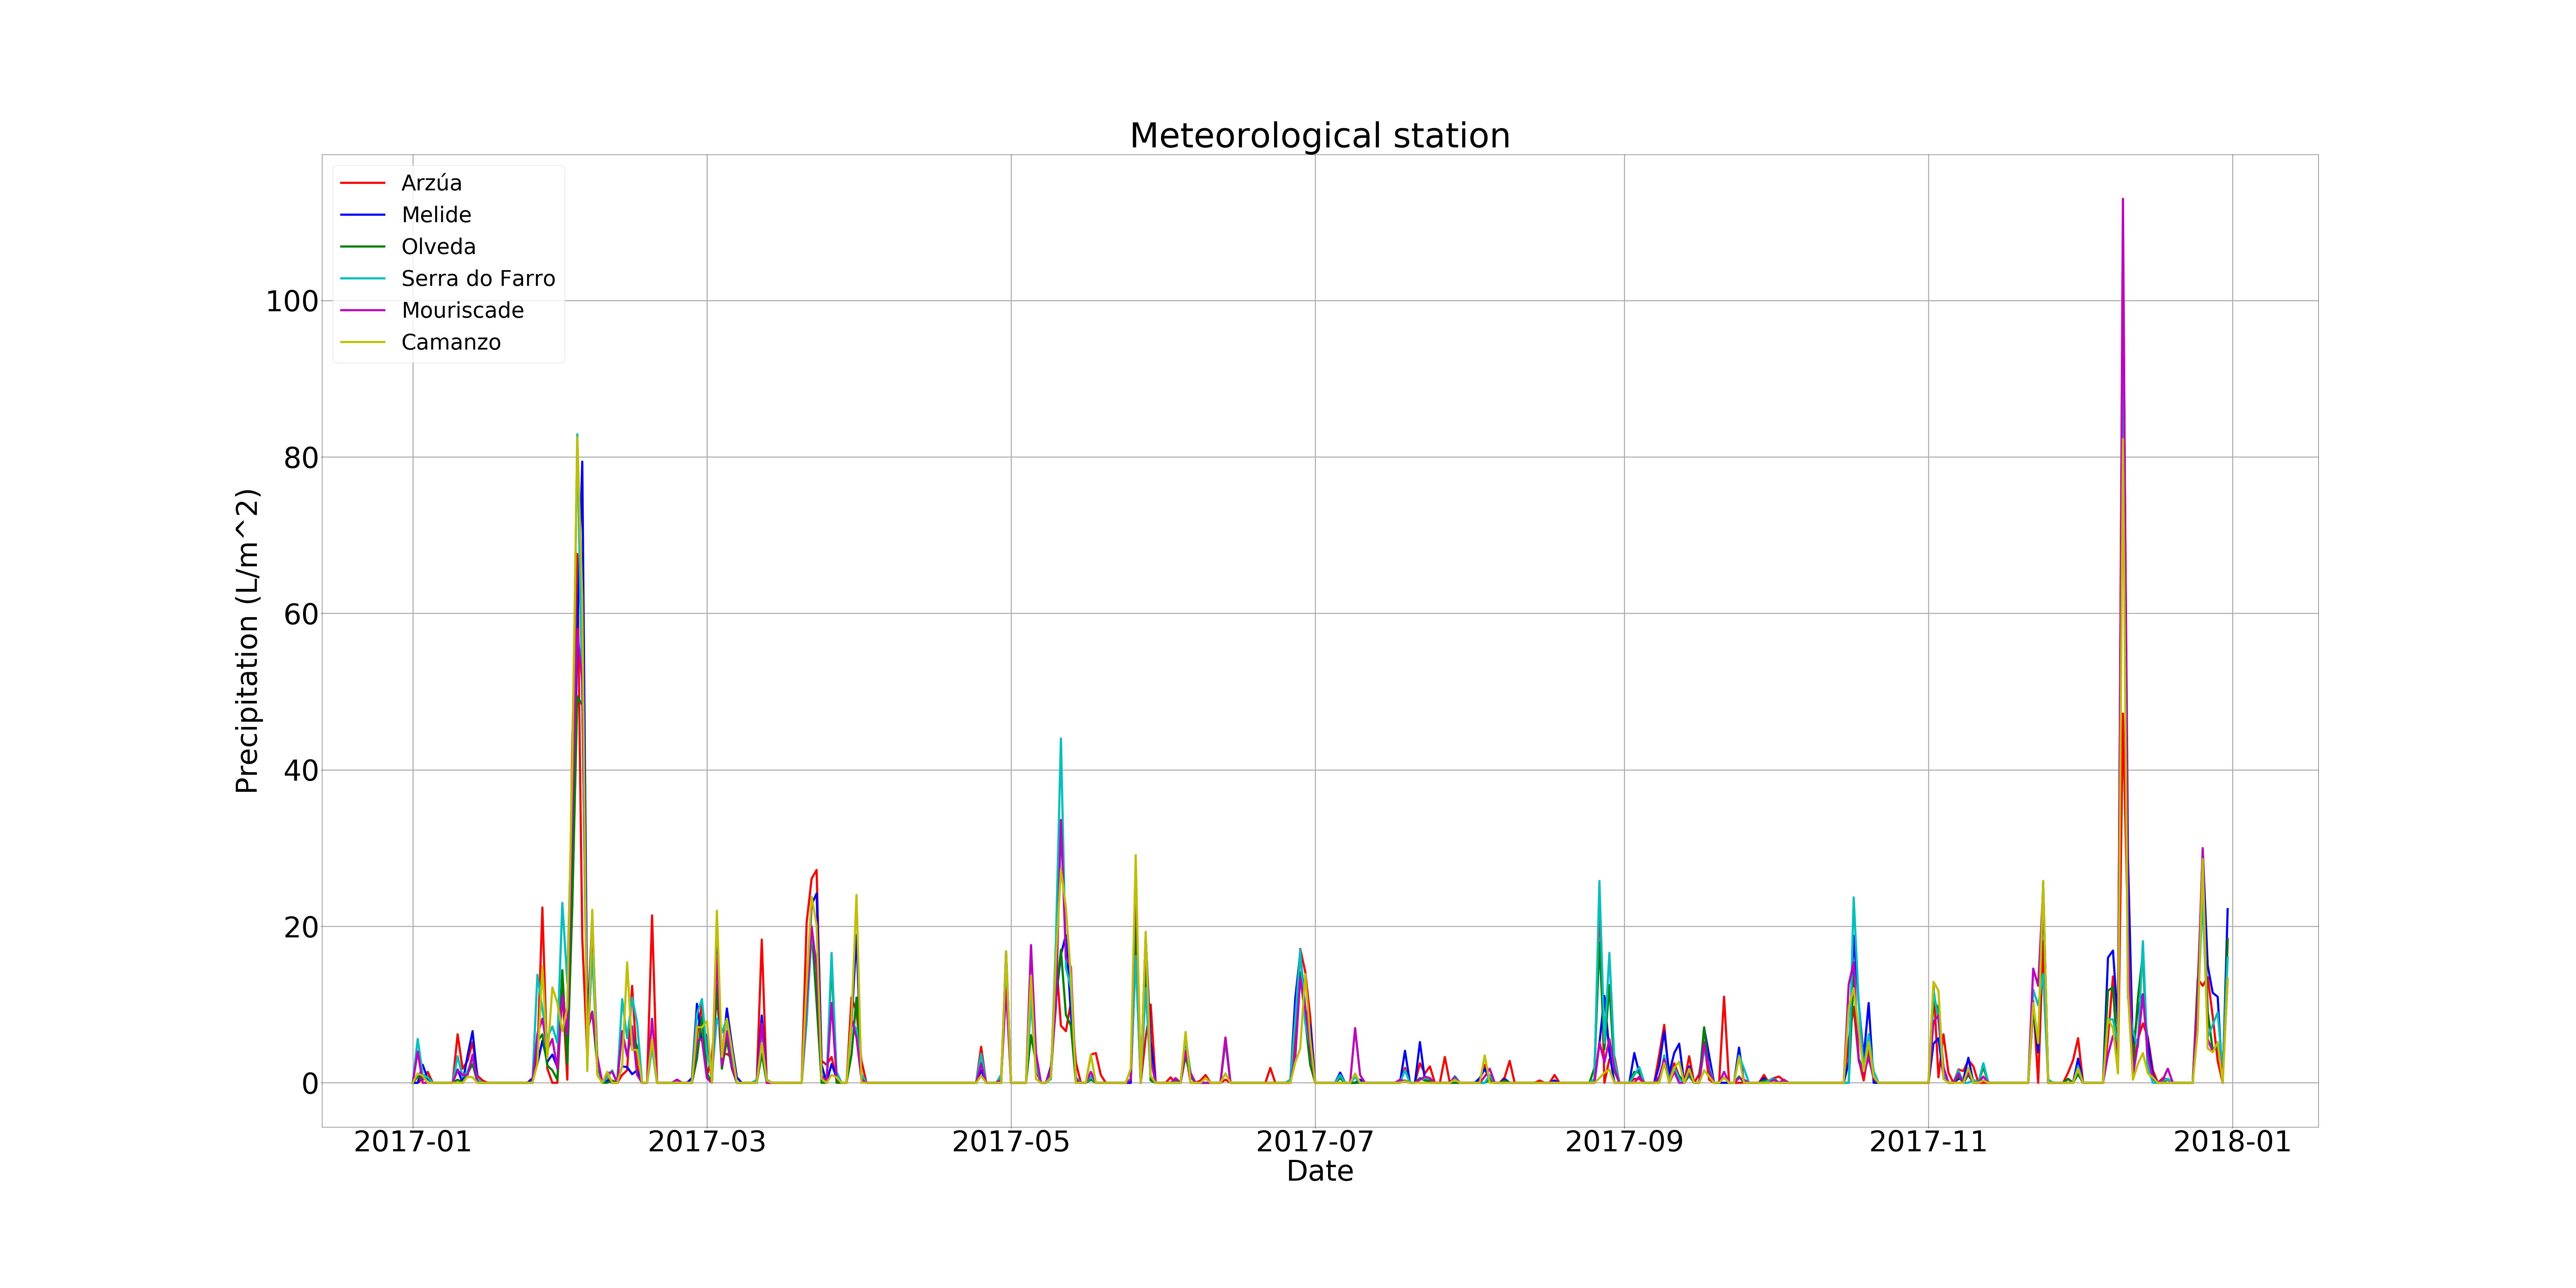 Meteorological station
Arzúa
Melide
Olveda
Serra do Farro
Mouriscade
Camanzo
Precipitation (L/m^2)
100
80
60
40
20
0
2017-01 2017-03 2017-05 2017-07 2017-09 2017-11 2018-01
Date